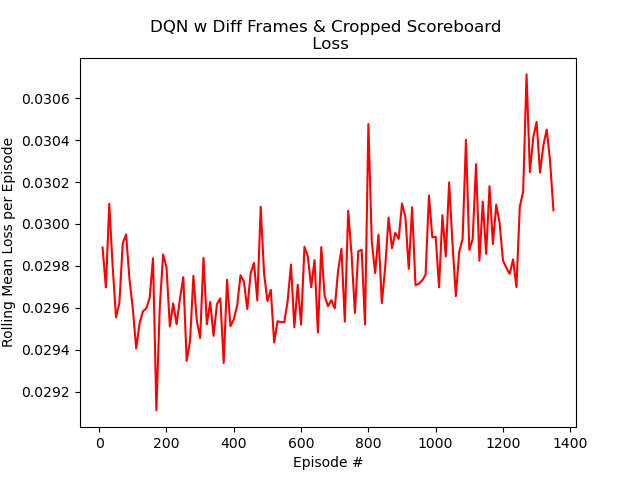 DQN w Diff Frames & Cropped Scoreboard
Loss
Rolling Mean Loss per Episode
0.0306
0.0304
0.0302
0.0300
0.0298
0.0296
0.0294
0.0292
0 200 400 600 800 1000 1200 1400
Episode #